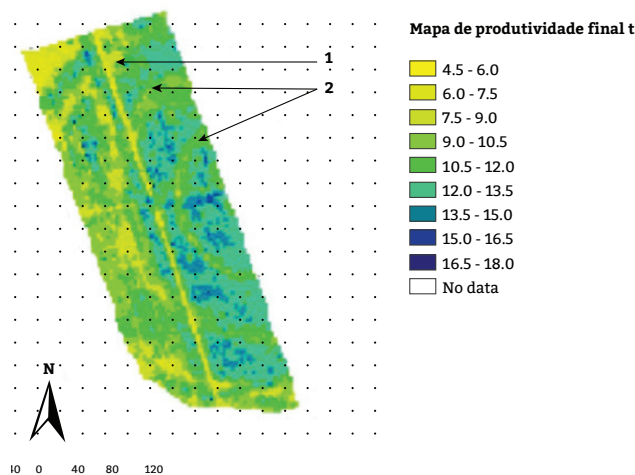 Mapa de produtividade final t
1
2
4.5 - 6.0
6.0 - 7.5
7.5 - 9.0
9.0 - 10.5
10.5 - 12.0
12.0 - 13.5
13.5 - 15.0
15.0 - 16.5
16.5 - 18.0
No data
N
40 0 40 80 120